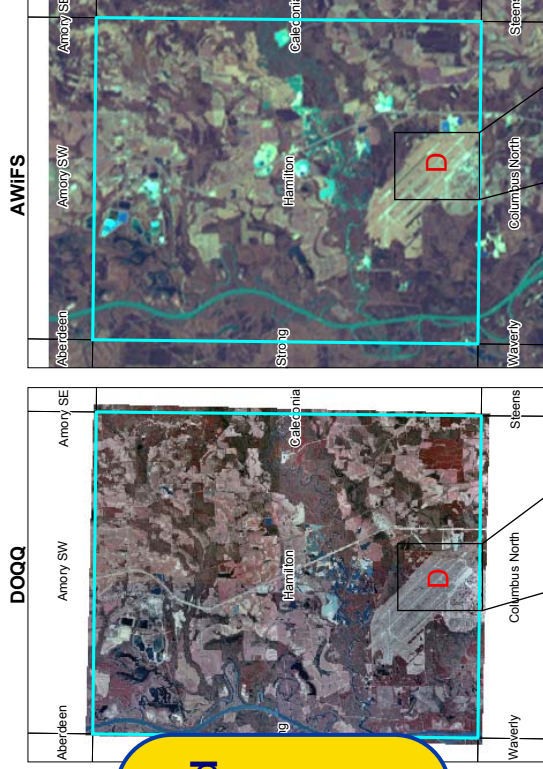 DOQQ
Aberdeen Amory SW Amory SE
ng Hamilton Caledonia
D
Waverly Columbus North Steens
AWiFS
Aberdeen Amory SW Amory SE
Strong Hamilton Caledonia
D
Waverly Columbus North Steens